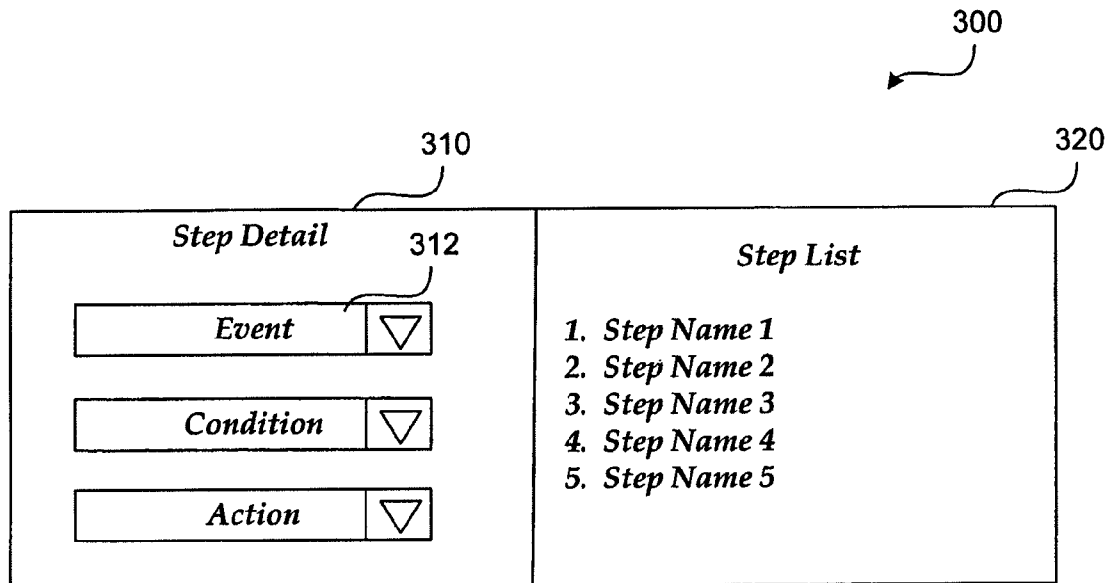 300
310
320
Step Detail
312
Step List
Event
Condition
Action
1. Step Name 1
2. Step Name 2
3. Step Name 3
4. Step Name 4
5. Step Name 5